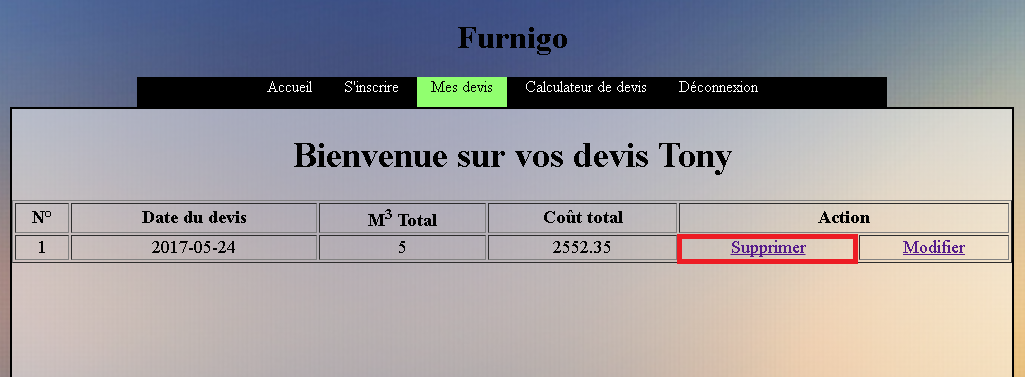 Furnigo
Accueil S'inscrire Mes devis Calculateur de devis Déconnexion
Bienvenue sur vos devis Tony
N° Date du devis M³ Total Coût total Action
1 2017-05-24 5 2552.35 Supprimer Modifier